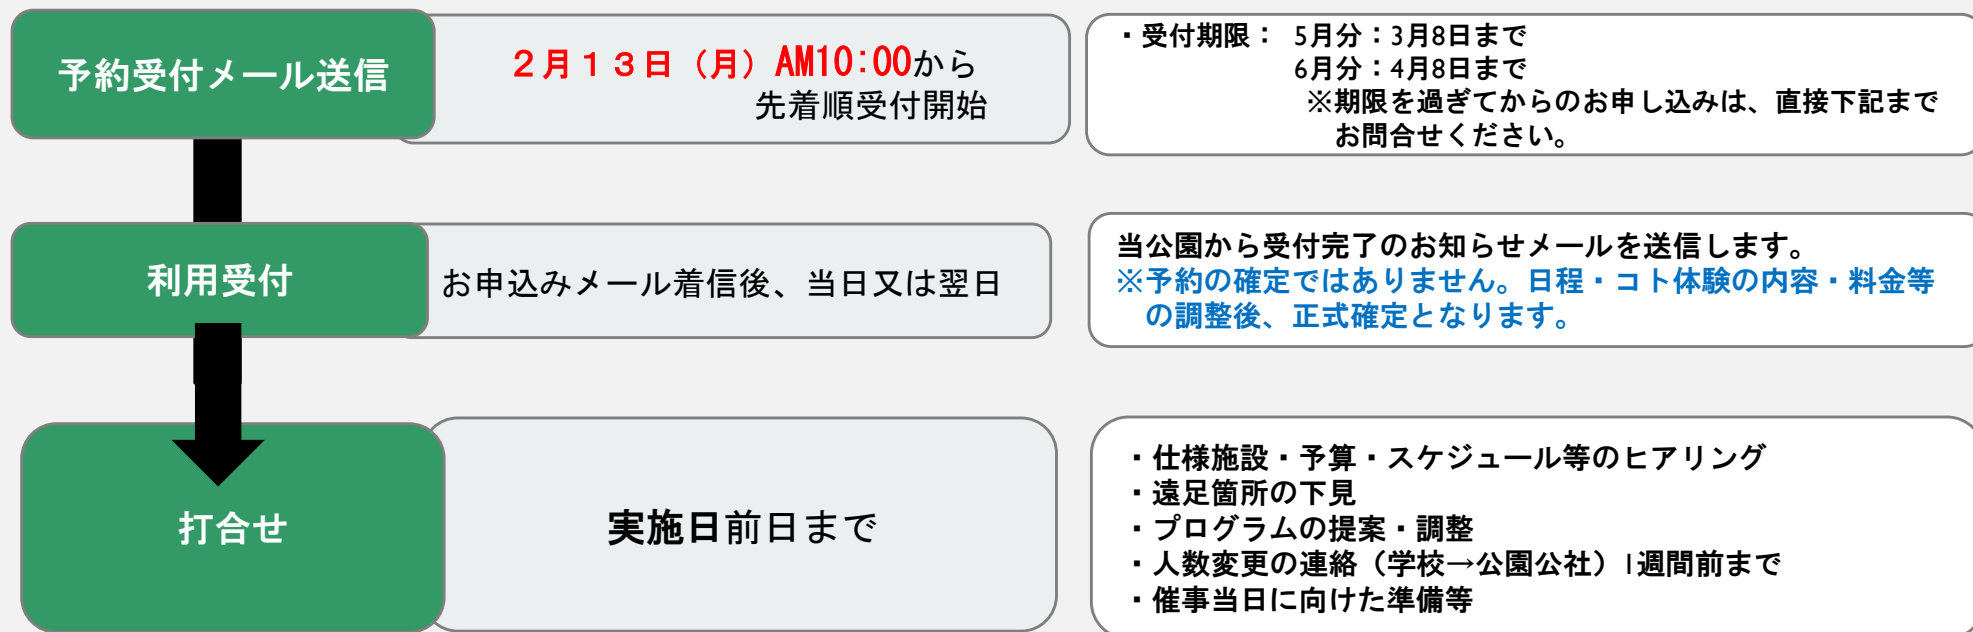 予約受付メール送信
2月13日（月）AM10:00から
先着順受付開始
・受付期限： 5月分：3月8日まで
6月分：4月8日まで
※期限を過ぎてからのお申し込みは、直接下記まで
お問合せください。
利用受付
お申込みメール着信後、当日又は翌日
当公園から受付完了のお知らせメールを送信します。
※予約の確定ではありません。日程・コト体験の内容・料金等
の調整後、正式確定となります。
打合せ
実施日前日まで
・仕様施設・予算・スケジュール等のヒアリング
・遠足箇所の下見
・プログラムの提案・調整
・人数変更の連絡（学校→公園公社）1週間前まで
・催事当日に向けた準備等